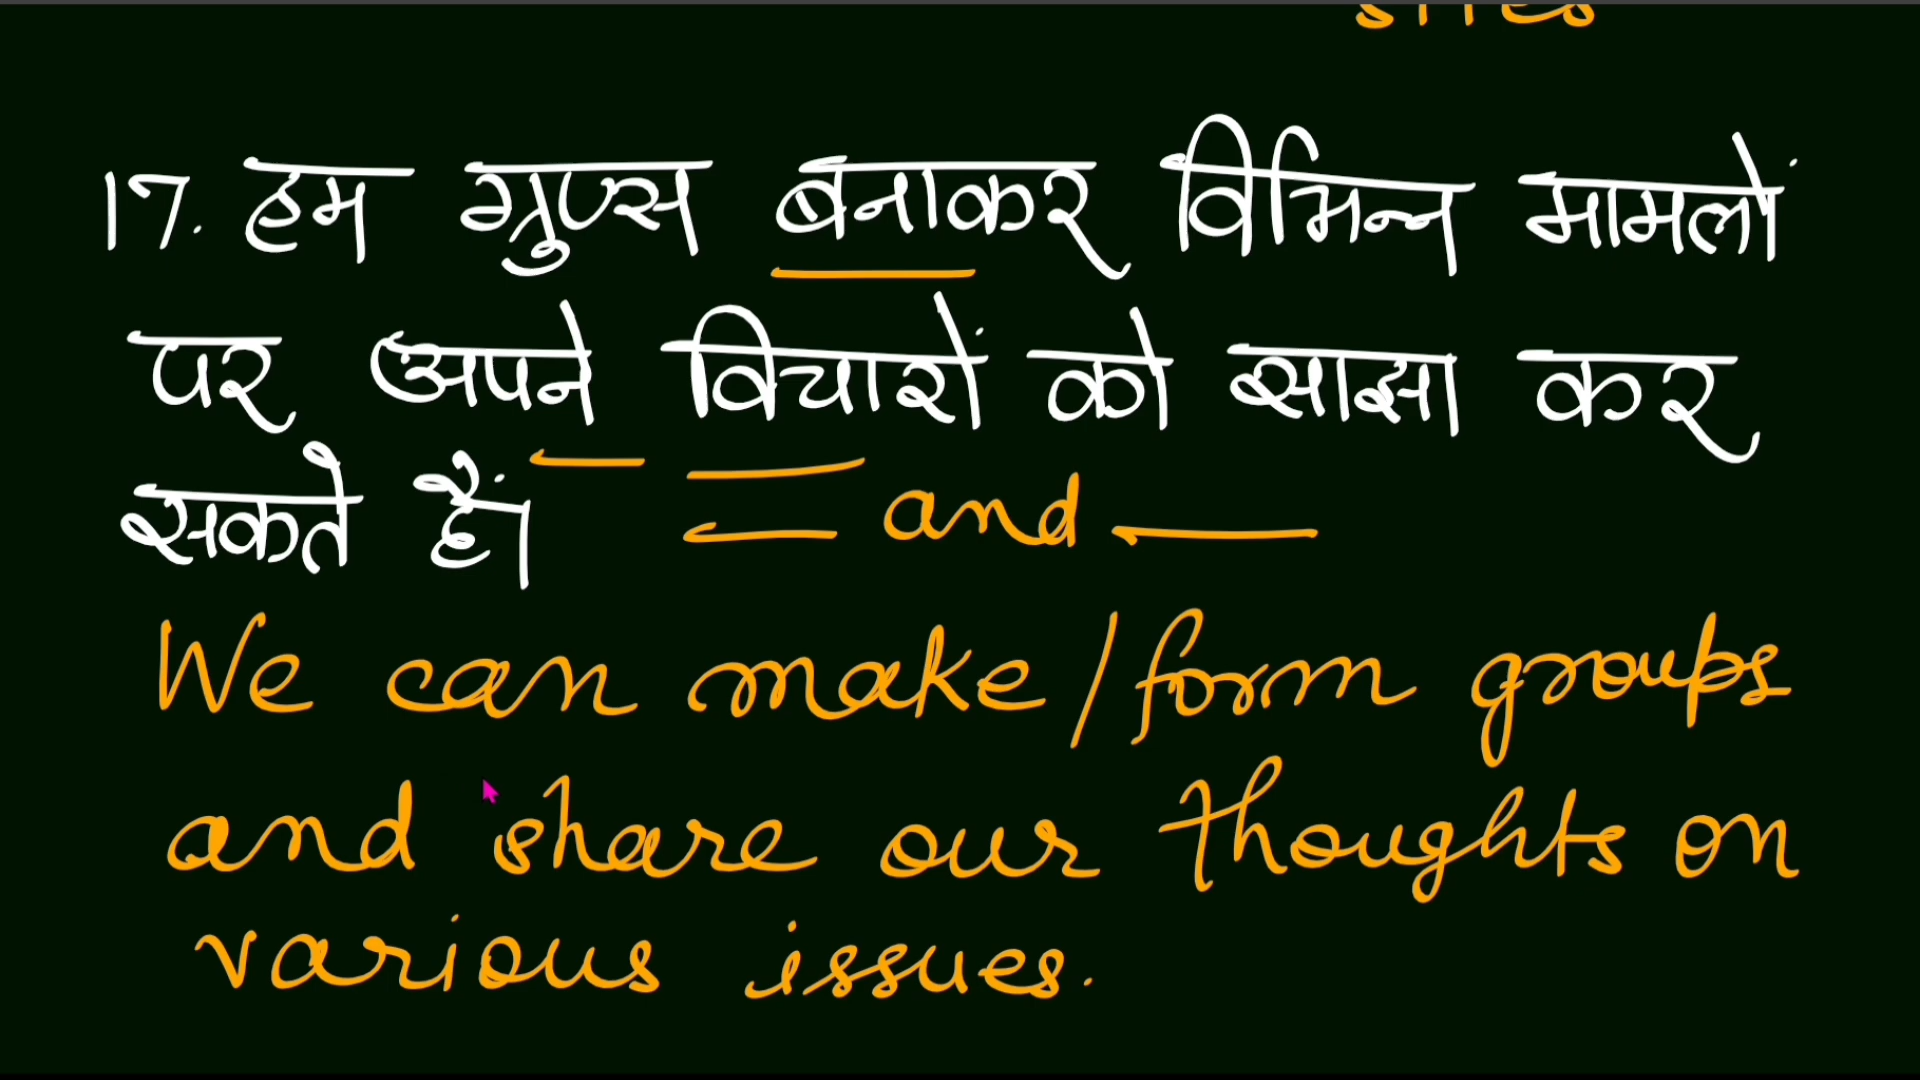 17. हम ग्रुप्स बनाकर विभिन्न मामलों
पर अपने विचारों को साझा कर
सकते हैं।
and
We can make/form groups
and share our thoughts on
various issues.